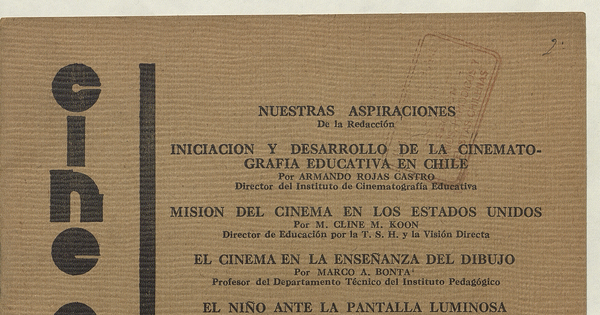 cine
NUESTRAS ASPIRACIONES
De la Redacción
INICIACION Y DESARROLLO DE LA CINEMATO-
GRAFIA EDUCATIVA EN CHILE
Por ARMANDO ROJAS CASTRO
Director del Instituto de Cinematografía Educativa
MISION DEL CINEMA EN LOS ESTADOS UNIDOS
Por M. CLINE M. KOON
Director de Educación por la T. S. H. y la Visión Directa
EL CINEMA EN LA ENSEÑANZA DEL DIBUJO
Por MARCO A. BONTA'
Profesor del Departamento Técnico del Instituto Pedagógico
EL NIÑO ANTE LA PANTALLA LUMINOSA